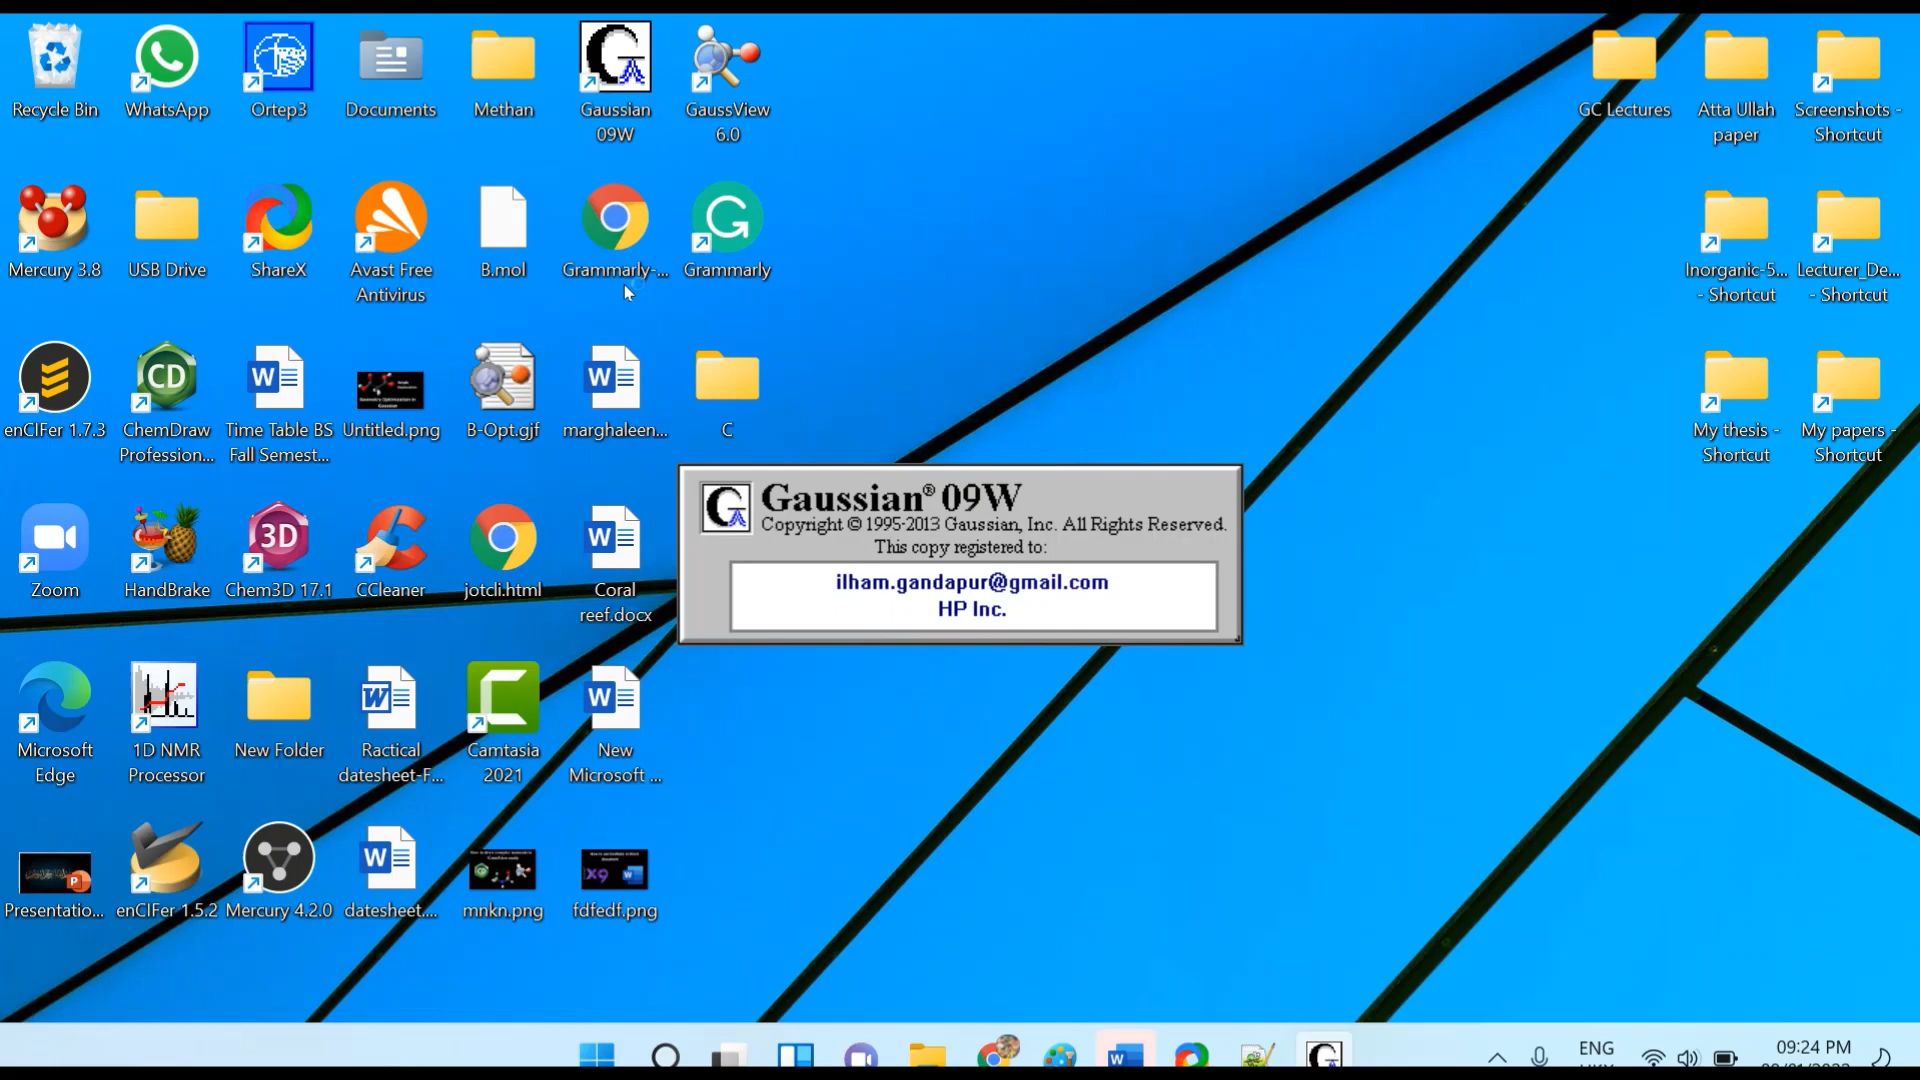 Recycle Bin
WhatsApp
Ortep3
Documents
Methan
Gaussian
09W
GaussView
6.0
GC Lectures
Atta Ullah
paper
Screenshots -
Shortcut
Mercury 3.8
USB Drive
ShareX
Avast Free
Antivirus
B.mol
Grammarly-...
Grammarly
Inorganic-5...
- Shortcut
Lecturer_De...
- Shortcut
enCIFer 1.7.3
ChemDraw
Profession...
Time Table BS
Fall Semest...
Untitled.png
B-Opt.gjf
marghaleen...
C
My thesis -
Shortcut
My papers -
Shortcut
Gaussian® 09W
Copyright © 1995-2013 Gaussian, Inc. All Rights Reserved.
This copy registered to:
ilham.gandapur@gmail.com
HP Inc.
Zoom
HandBrake
Chem3D 17.1
CCleaner
jotcli.html
Coral
reef.docx
Microsoft
Edge
1D NMR
Processor
New Folder
Ractical
datesheet-F...
Camtasia
2021
New
Microsoft ...
Presentatio...
enCIFer 1.5.2
Mercury 4.2.0
datesheet....
mnkn.png
fdfedf.png
ENG
09:24 PM